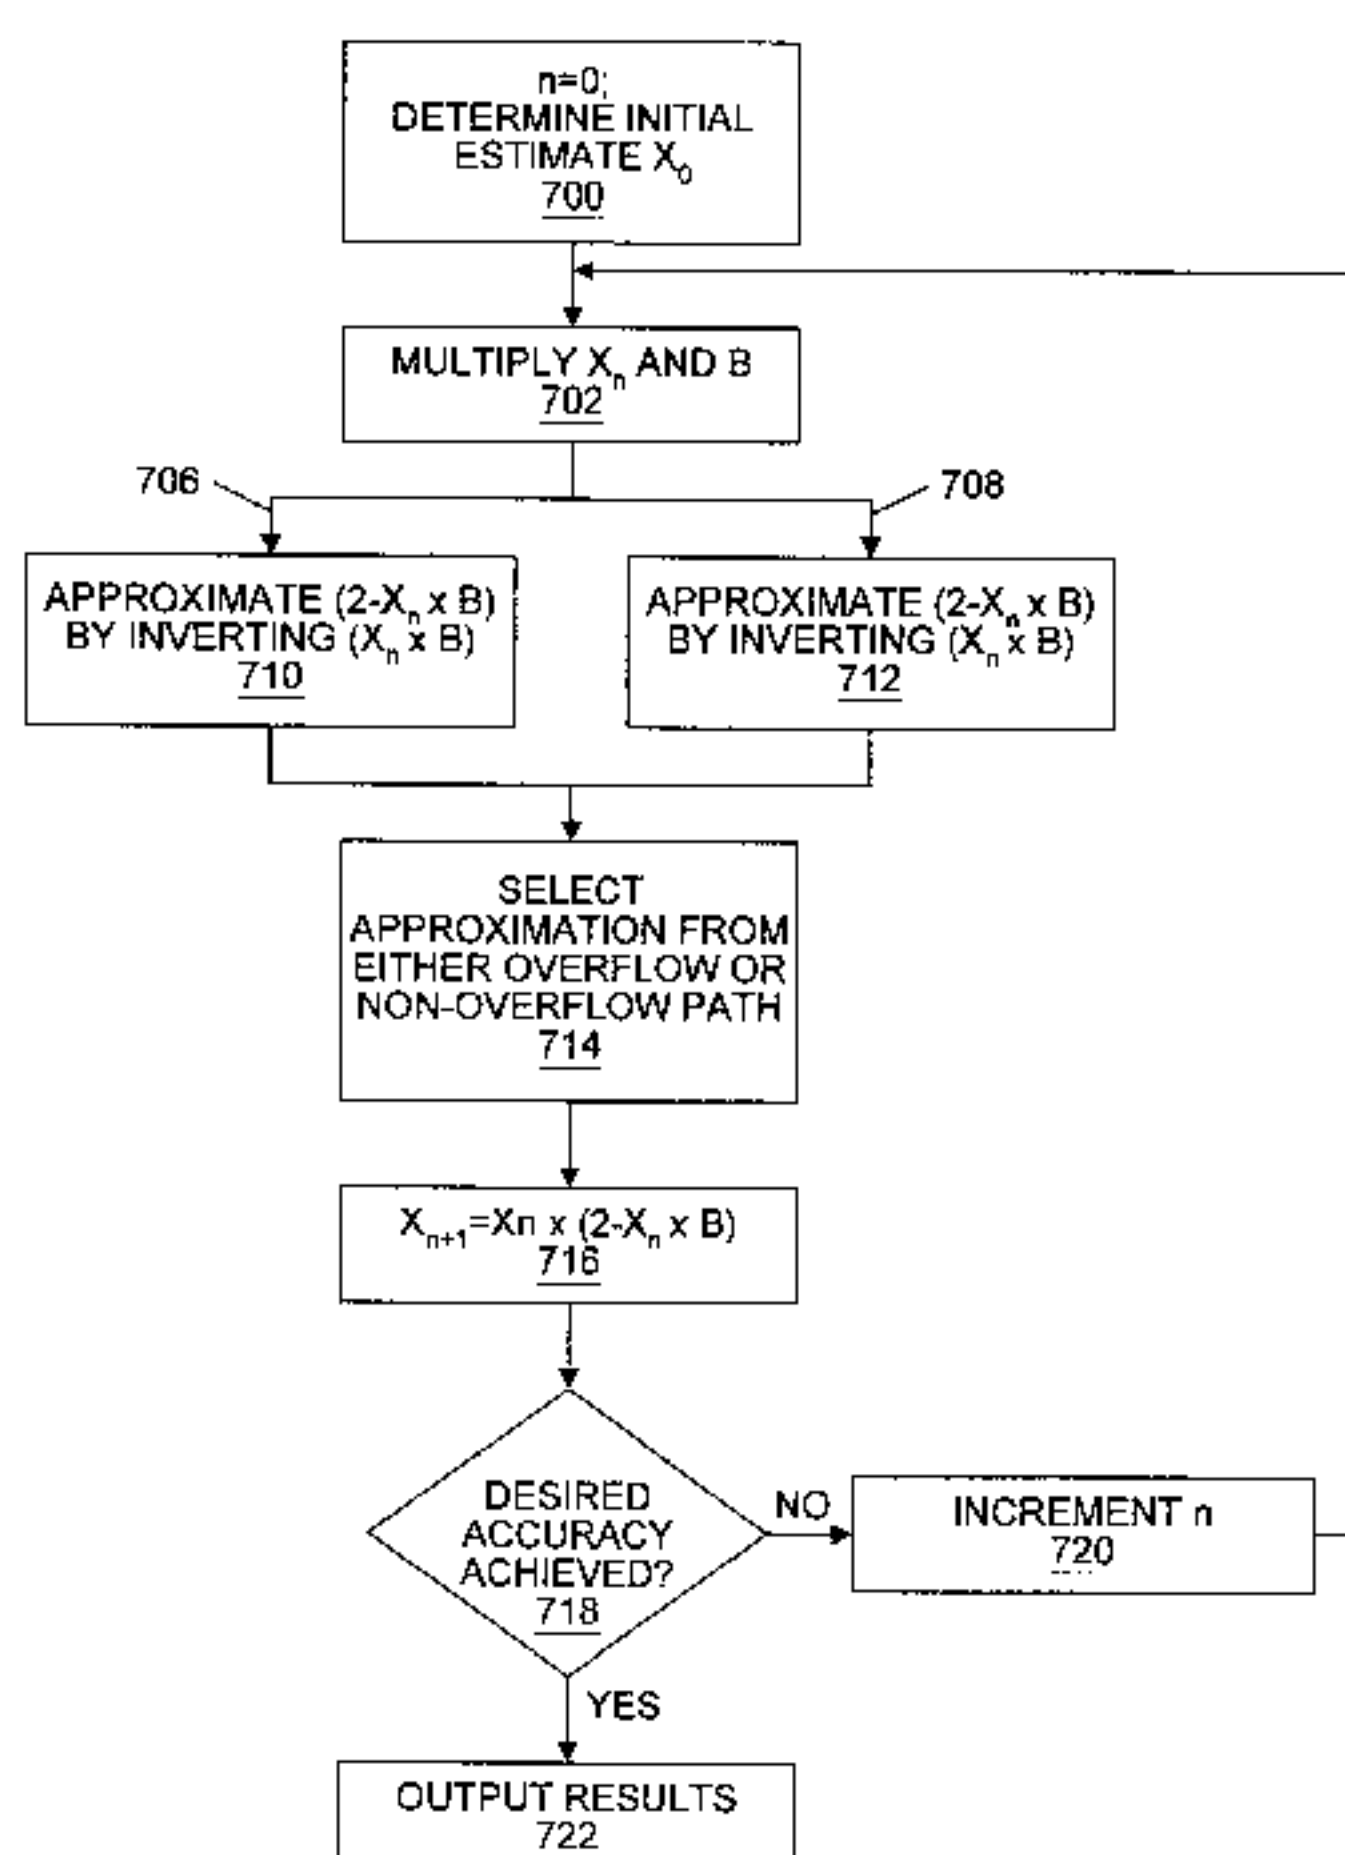 n=0;
DETERMINE INITIAL
ESTIMATE X₀
700
MULTIPLY Xₙ AND B
702
706
708
APPROXIMATE (2-Xₙ x B)
BY INVERTING (Xₙ x B)
710
APPROXIMATE (2-Xₙ x B)
BY INVERTING (Xₙ x B)
712
SELECT
APPROXIMATION FROM
EITHER OVERFLOW OR
NON-OVERFLOW PATH
714
Xₙ₊₁=Xn x (2-Xₙ x B)
716
DESIRED
ACCURACY
ACHIEVED?
718
NO
INCREMENT n
720
YES
OUTPUT RESULTS
722